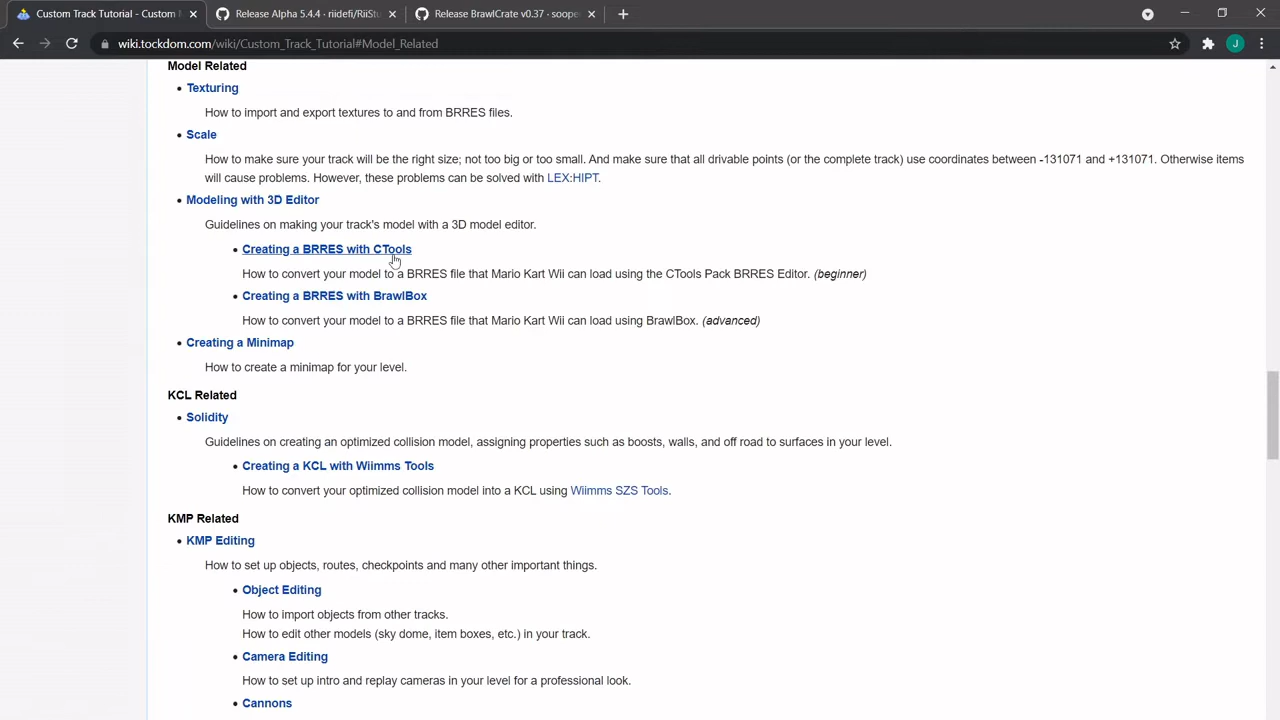 Custom Track Tutorial - Custom M
Release Alpha 5.4.4 · riidefi/RiiStu
Release BrawlCrate v0.37 · soope
wiki.tockdom.com/wiki/Custom_Track_Tutorial#Model_Related
J
Model Related
Texturing
How to import and export textures to and from BRRES files.
Scale
How to make sure your track will be the right size; not too big or too small. And make sure that all drivable points (or the complete track) use coordinates between -131071 and +131071. Otherwise items
will cause problems. However, these problems can be solved with LEX:HIPT.
Modeling with 3D Editor
Guidelines on making your track's model with a 3D model editor.
Creating a BRRES with CTools
How to convert your model to a BRRES file that Mario Kart Wii can load using the CTools Pack BRRES Editor. (beginner)
Creating a BRRES with BrawlBox
How to convert your model to a BRRES file that Mario Kart Wii can load using BrawlBox. (advanced)
Creating a Minimap
How to create a minimap for your level.
KCL Related
Solidity
Guidelines on creating an optimized collision model, assigning properties such as boosts, walls, and off road to surfaces in your level.
Creating a KCL with Wiimms Tools
How to convert your optimized collision model into a KCL using Wiimms SZS Tools.
KMP Related
KMP Editing
How to set up objects, routes, checkpoints and many other important things.
Object Editing
How to import objects from other tracks.
How to edit other models (sky dome, item boxes, etc.) in your track.
Camera Editing
How to set up intro and replay cameras in your level for a professional look.
Cannons